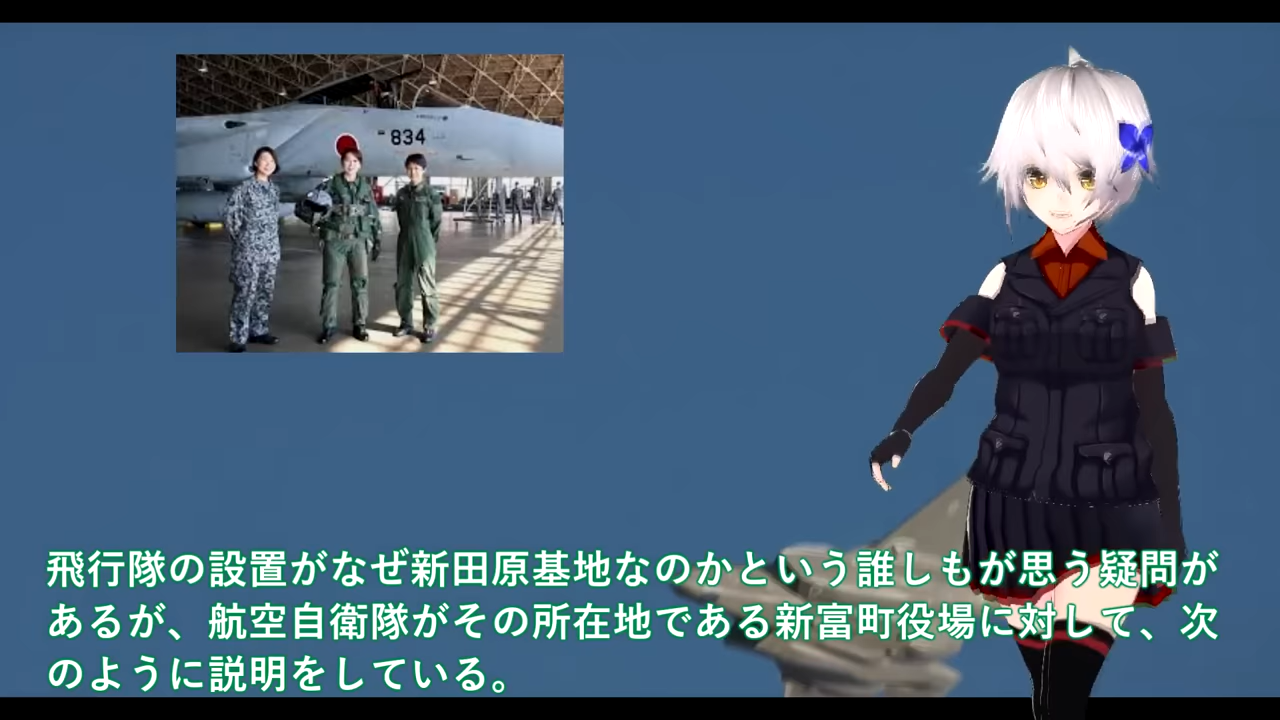 834
飛行隊の設置がなぜ新田原基地なのかという誰しもが思う疑問が
あるが、航空自衛隊がその所在地である新富町役場に対して、次
のように説明をしている。